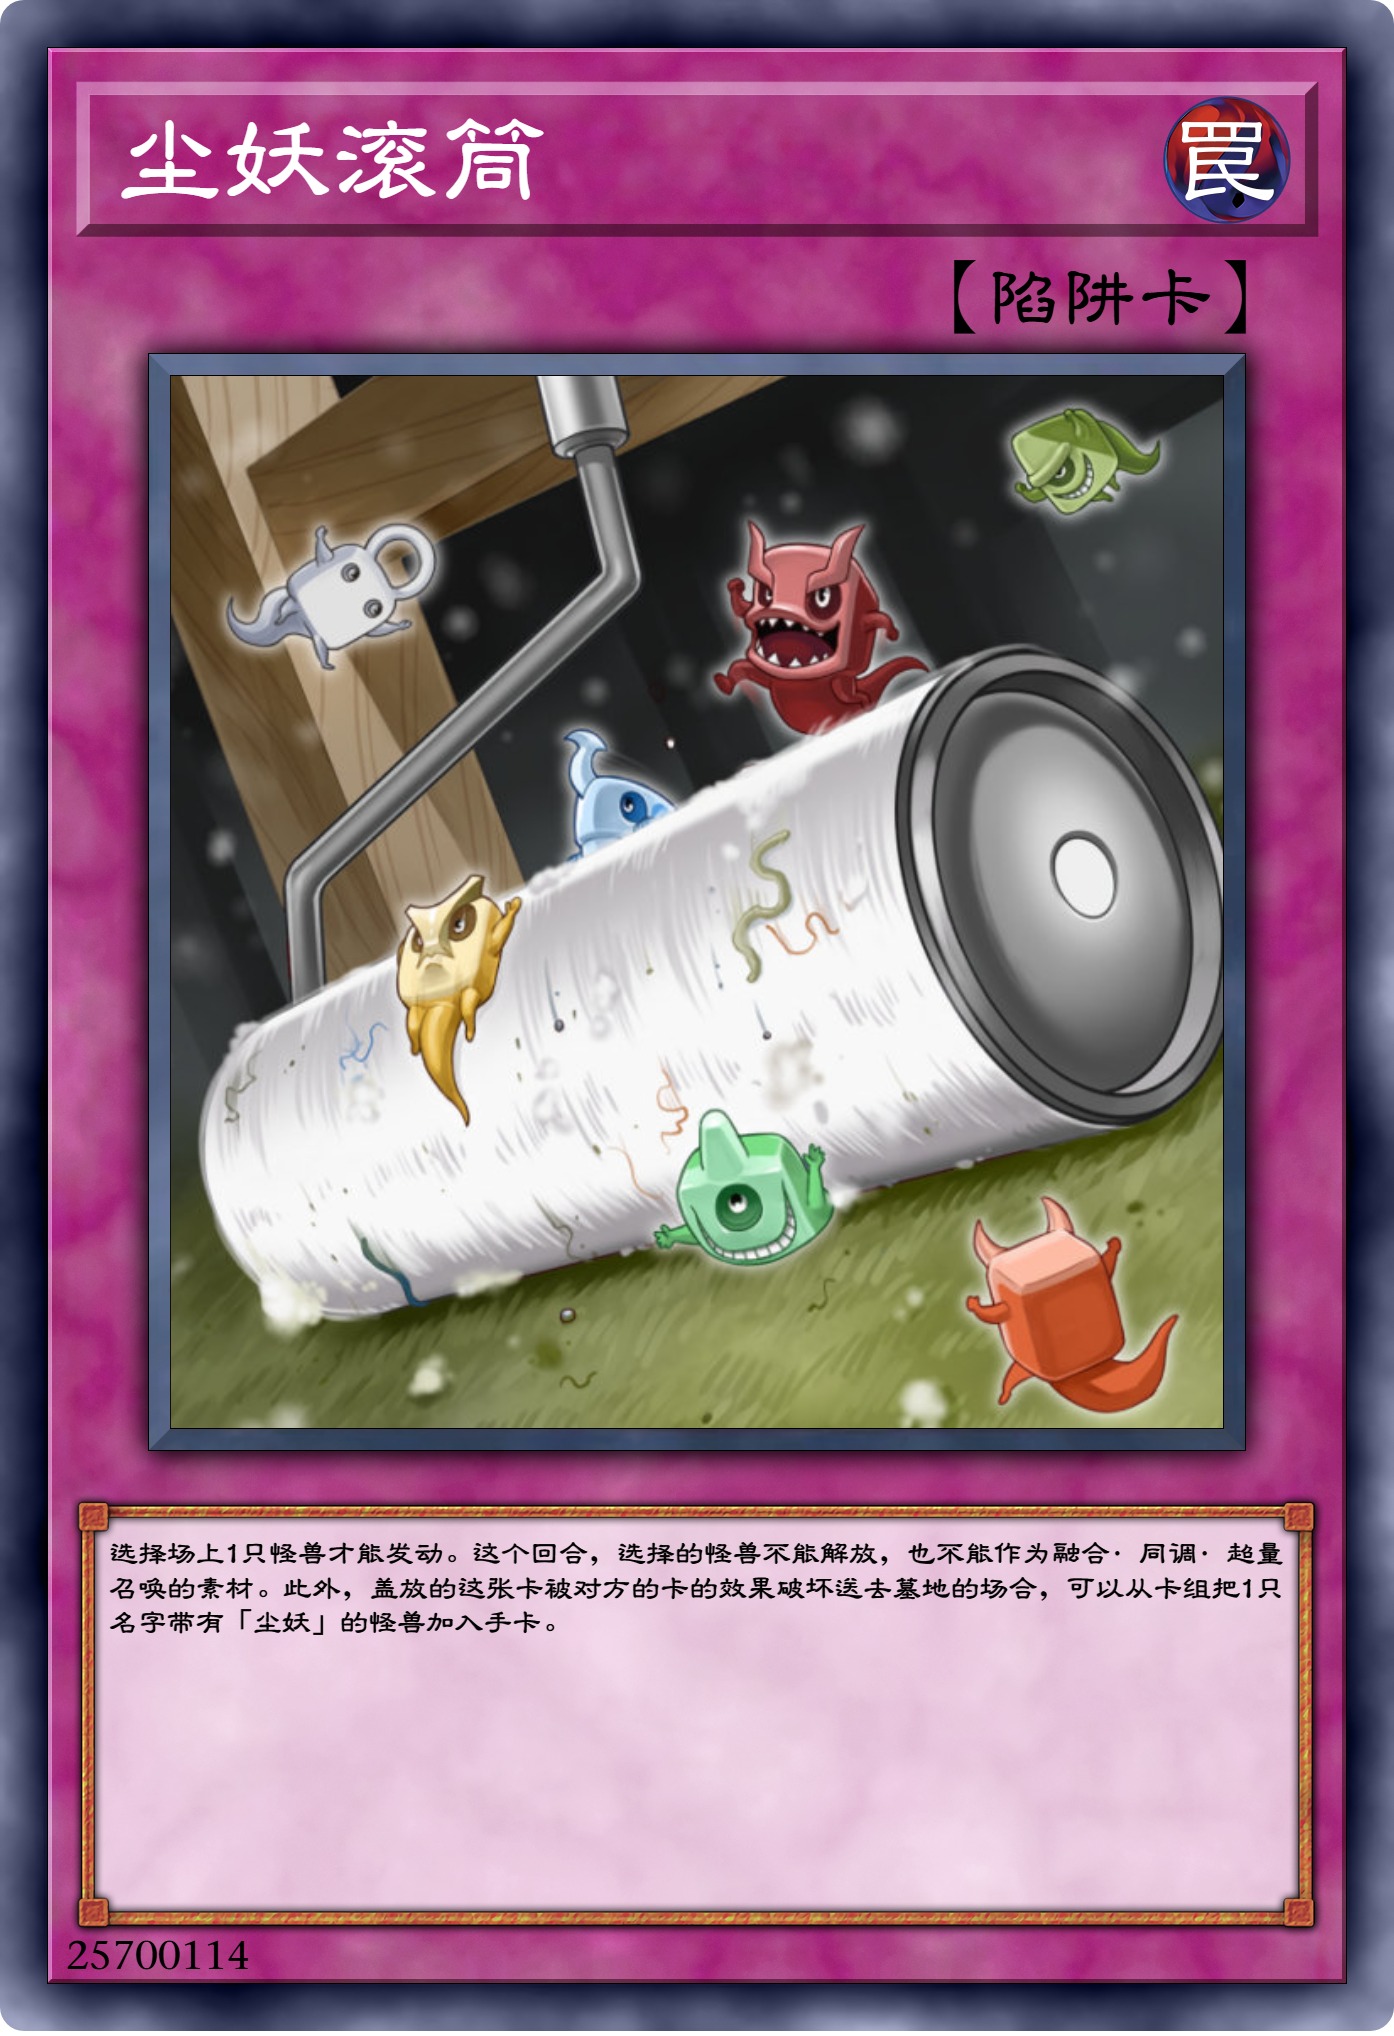 尘妖滚筒
罠
【陷阱卡】
选择场上1只怪兽才能发动。这个回合，选择的怪兽不能解放，也不能作为融合·同调·超量
召唤的素材。此外，盖放的这张卡被对方的卡的效果破坏送去墓地的场合，可以从卡组把1只
名字带有「尘妖」的怪兽加入手卡。
25700114